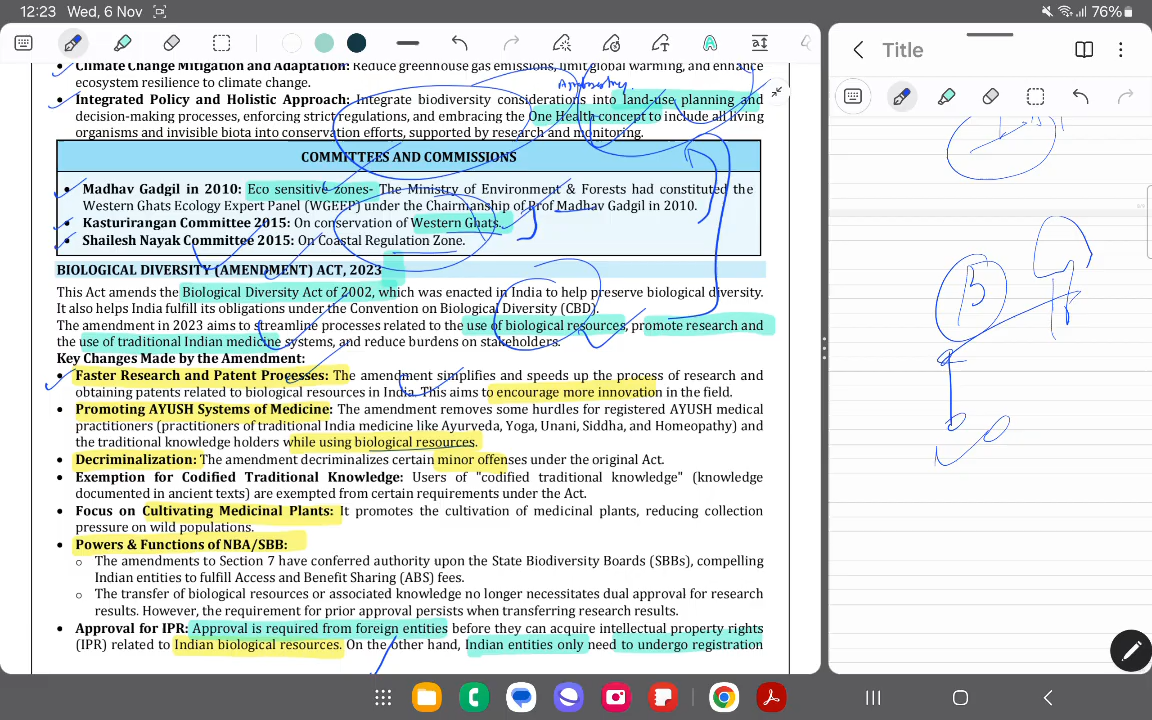 12:23 Wed, 6 Nov
76%
Title
Climate Change Mitigation and Adaptation: Reduce greenhouse gas emissions, limit global warming, and enhance
ecosystem resilience to climate change.
• Integrated Policy and Holistic Approach: Integrate biodiversity considerations into land-use planning and
decision-making processes, enforcing strict regulations, and embracing the One Health concept to include all living
organisms and invisible biota into conservation efforts, supported by research and monitoring.
COMMITTEES AND COMMISSIONS
• Madhav Gadgil in 2010: Eco sensitive zones- The Ministry of Environment & Forests had constituted the
Western Ghats Ecology Expert Panel (WGEEP) under the Chairmanship of Prof Madhav Gadgil in 2010.
• Kasturirangan Committee 2015: On conservation of Western Ghats.
• Shailesh Nayak Committee 2015: On Coastal Regulation Zone.
BIOLOGICAL DIVERSITY (AMENDMENT) ACT, 2023
This Act amends the Biological Diversity Act of 2002, which was enacted in India to help preserve biological diversity.
It also helps India fulfill its obligations under the Convention on Biological Diversity (CBD).
The amendment in 2023 aims to streamline processes related to the use of biological resources, promote research and
the use of traditional Indian medicine systems, and reduce burdens on stakeholders.
Key Changes Made by the Amendment:
• Faster Research and Patent Processes: The amendment simplifies and speeds up the process of research and
obtaining patents related to biological resources in India. This aims to encourage more innovation in the field.
• Promoting AYUSH Systems of Medicine: The amendment removes some hurdles for registered AYUSH medical
practitioners (practitioners of traditional India medicine like Ayurveda, Yoga, Unani, Siddha, and Homeopathy) and
the traditional knowledge holders while using biological resources.
• Decriminalization: The amendment decriminalizes certain minor offenses under the original Act.
• Exemption for Codified Traditional Knowledge: Users of "codified traditional knowledge" (knowledge
documented in ancient texts) are exempted from certain requirements under the Act.
• Focus on Cultivating Medicinal Plants: It promotes the cultivation of medicinal plants, reducing collection
pressure on wild populations.
• Powers & Functions of NBA/SBB:
o The amendments to Section 7 have conferred authority upon the State Biodiversity Boards (SBBs), compelling
Indian entities to fulfill Access and Benefit Sharing (ABS) fees.
o The transfer of biological resources or associated knowledge no longer necessitates dual approval for research
results. However, the requirement for prior approval persists when transferring research results.
• Approval for IPR: Approval is required from foreign entities before they can acquire intellectual property rights
(IPR) related to Indian biological resources. On the other hand, Indian entities only need to undergo registration
B